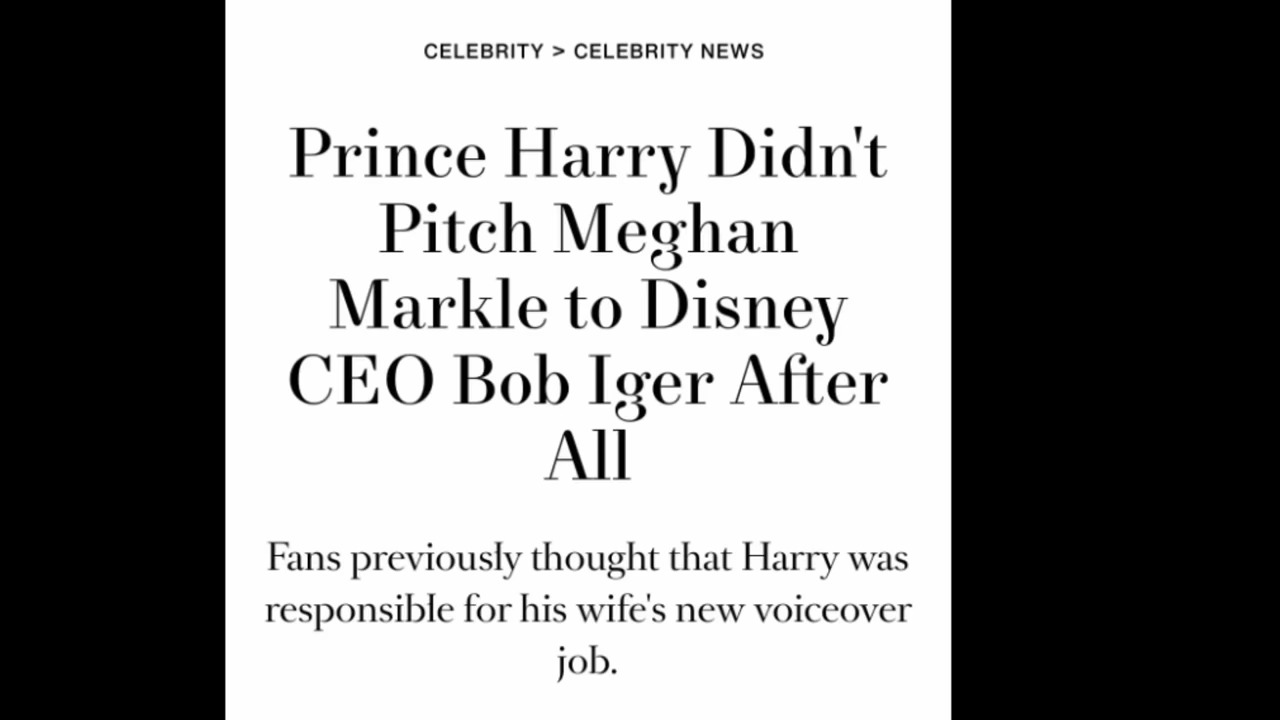 CELEBRITY > CELEBRITY NEWS
Prince Harry Didn't
Pitch Meghan
Markle to Disney
CEO Bob Iger After
All
Fans previously thought that Harry was
responsible for his wife's new voiceover
job.